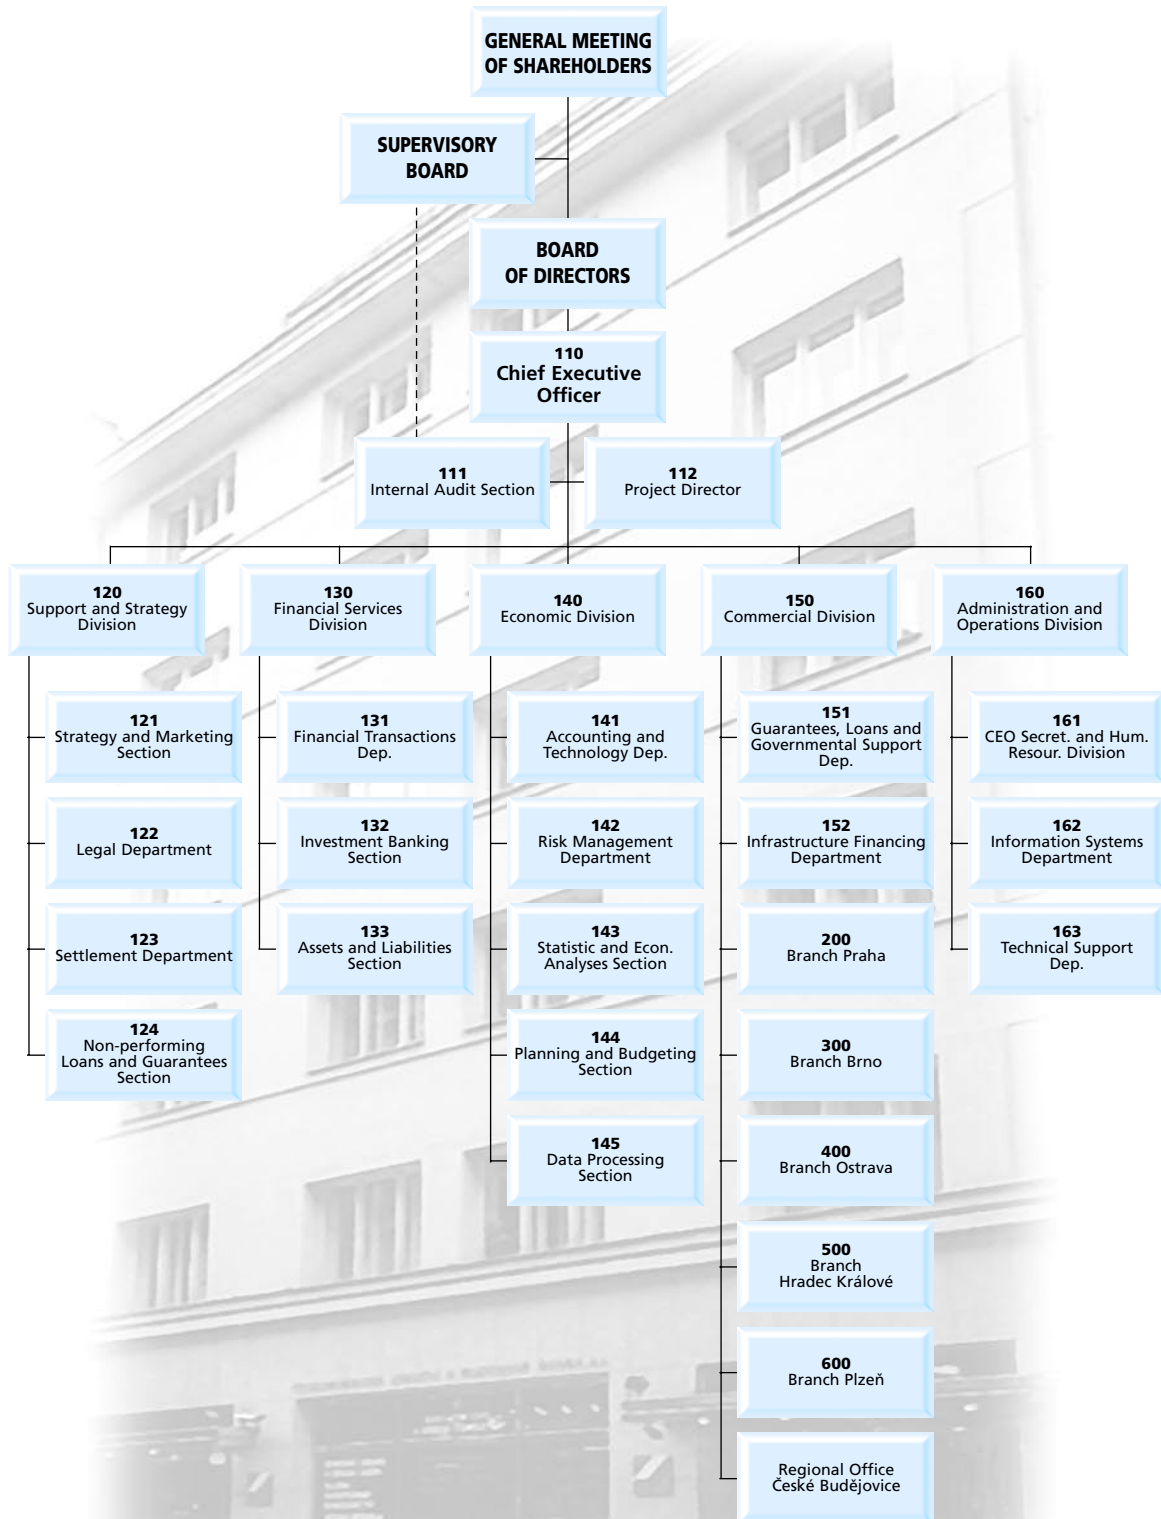 GENERAL MEETING
OF SHAREHOLDERS
SUPERVISORY
BOARD
BOARD
OF DIRECTORS
110
Chief Executive
Officer
111
Internal Audit Section
112
Project Director
120
Support and Strategy
Division
130
Financial Services
Division
140
Economic Division
150
Commercial Division
160
Administration and
Operations Division
121
Strategy and Marketing
Section
131
Financial Transactions
Dep.
141
Accounting and
Technology Dep.
151
Guarantees, Loans and
Governmental Support
Dep.
161
CEO Secret. and Hum.
Resour. Division
122
Legal Department
132
Investment Banking
Section
142
Risk Management
Department
152
Infrastructure Financing
Department
162
Information Systems
Department
123
Settlement Department
133
Assets and Liabilities
Section
143
Statistic and Econ.
Analyses Section
200
Branch Praha
163
Technical Support
Dep.
124
Non-performing
Loans and Guarantees
Section
144
Planning and Budgeting
Section
300
Branch Brno
145
Data Processing
Section
400
Branch Ostrava
500
Branch
Hradec Králové
600
Branch Plzeň
Regional Office
České Budějovice